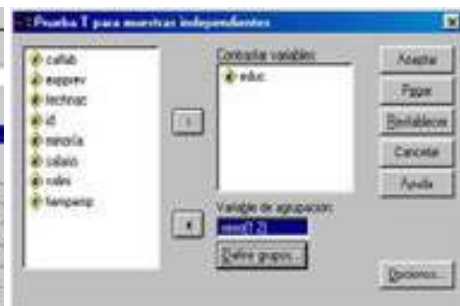 Prueba T para muestras independientes
catlab
expprev
fechnac
id
minoría
salario
tiempemp
Contrastar variables:
educ
Variable de agrupación:
Definir grupos...
Aceptar
Pegar
Restablecer
Cancelar
Ayuda
Opciones...